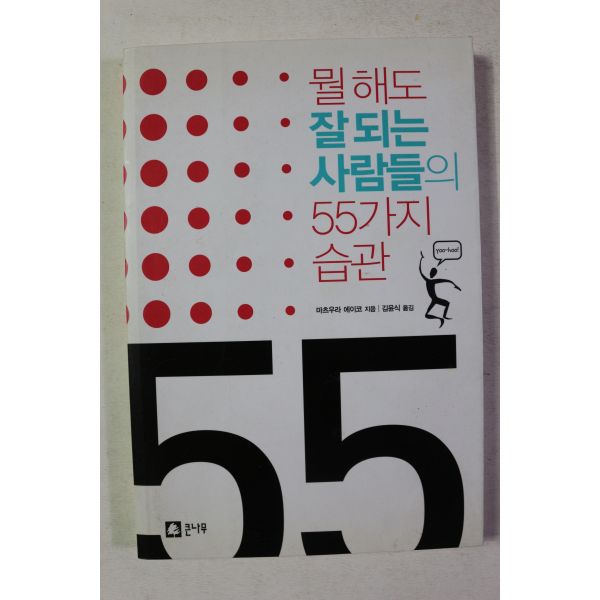 뭘 해도
잘 되는
사람들의
55가지
습관
yoo-hoo!
마츠우라 에이코 지음 | 김윤식 옮김
55
큰나무